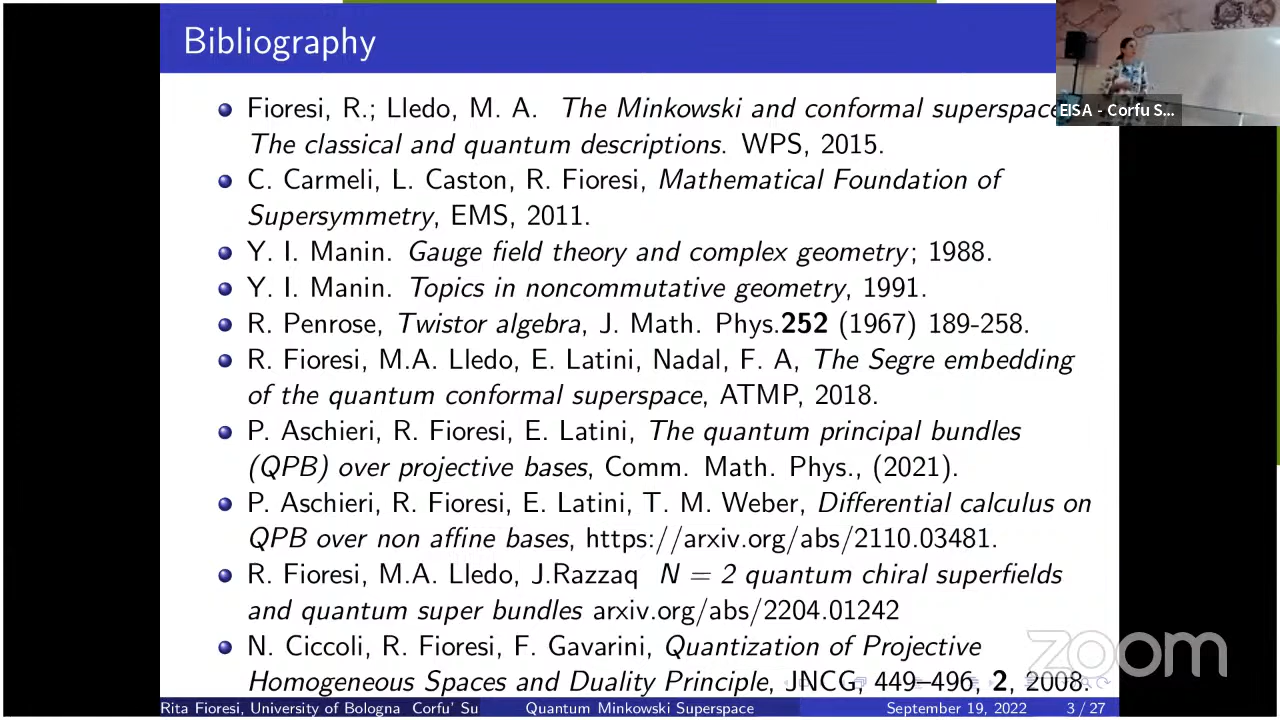 Bibliography
Fioresi, R.; Lledo, M. A. The Minkowski and conformal superspace
The classical and quantum descriptions. WPS, 2015.
C. Carmeli, L. Caston, R. Fioresi, Mathematical Foundation of
Supersymmetry, EMS, 2011.
Y. I. Manin. Gauge field theory and complex geometry; 1988.
Y. I. Manin. Topics in noncommutative geometry, 1991.
R. Penrose, Twistor algebra, J. Math. Phys.252 (1967) 189-258.
R. Fioresi, M.A. Lledo, E. Latini, Nadal, F. A, The Segre embedding
of the quantum conformal superspace, ATMP, 2018.
P. Aschieri, R. Fioresi, E. Latini, The quantum principal bundles
(QPB) over projective bases, Comm. Math. Phys., (2021).
P. Aschieri, R. Fioresi, E. Latini, T. M. Weber, Differential calculus on
QPB over non affine bases, https://arxiv.org/abs/2110.03481.
R. Fioresi, M.A. Lledo, J.Razzaq N = 2 quantum chiral superfields
and quantum super bundles arxiv.org/abs/2204.01242
N. Ciccoli, R. Fioresi, F. Gavarini, Quantization of Projective
Homogeneous Spaces and Duality Principle, JNCG, 449–496, 2, 2008.
Rita Fioresi, University of Bologna Corfu' Su Quantum Minkowski Superspace September 19, 2022 3 / 27
EISA - Corfu S...
zoom